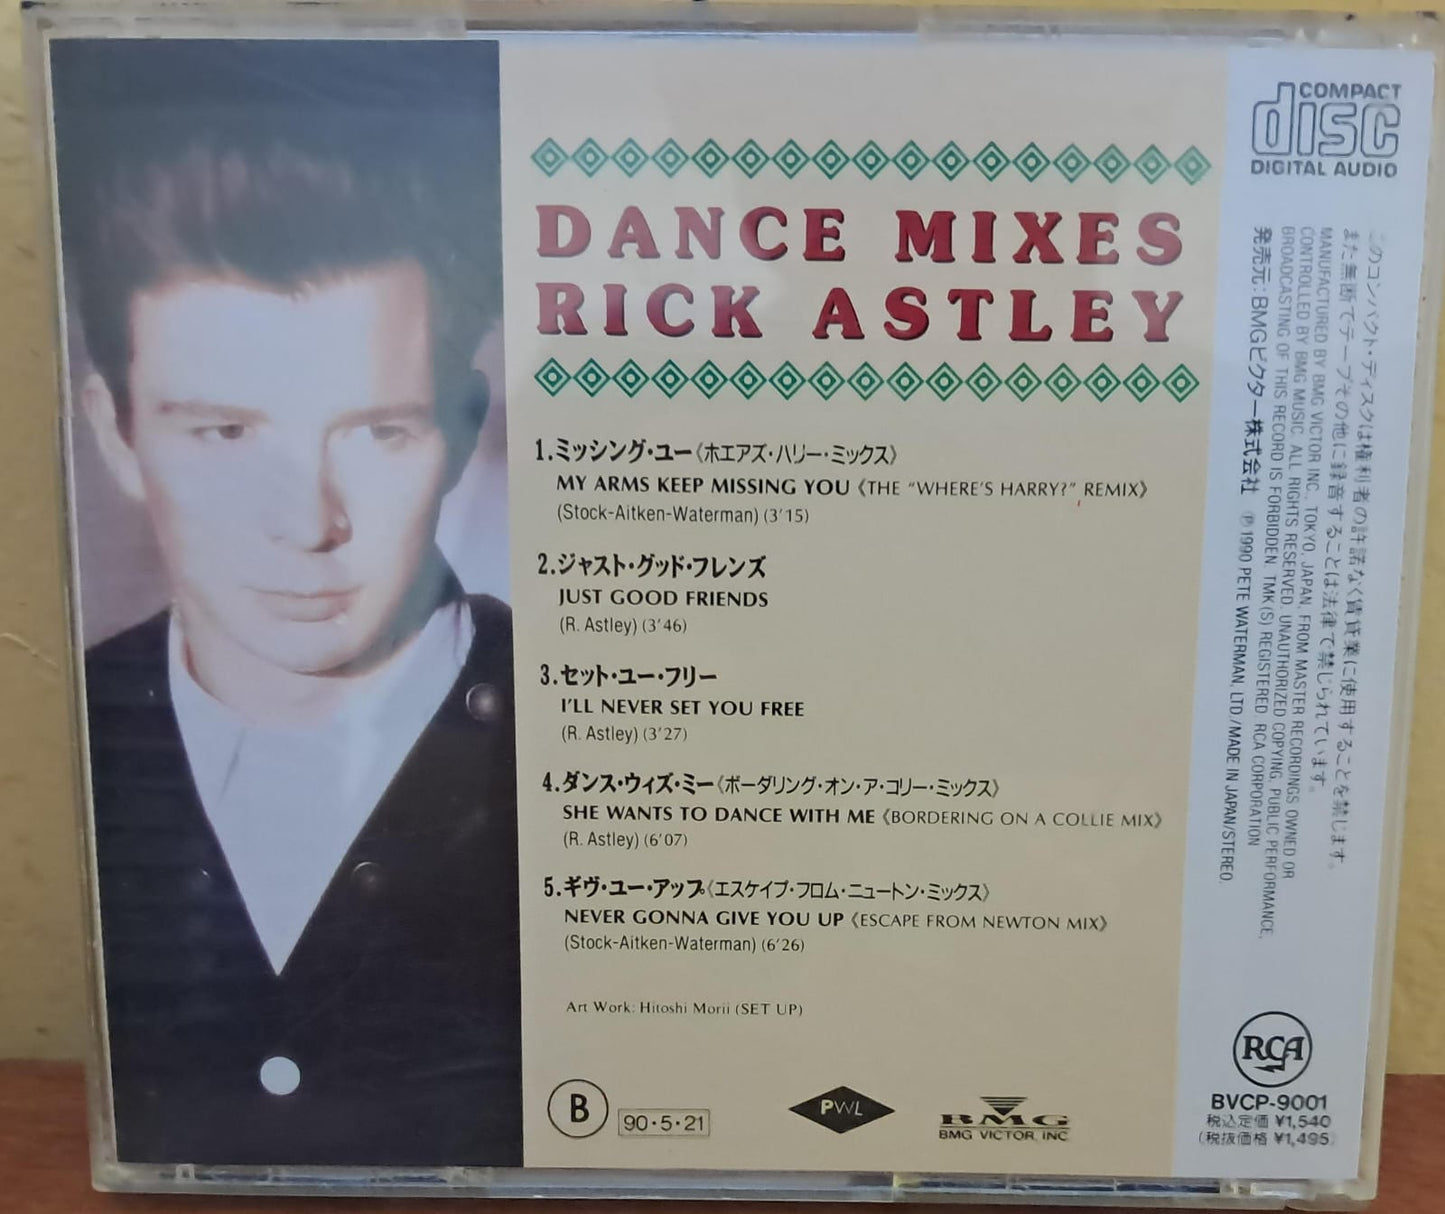 DANCE MIXES
RICK ASTLEY
1.ミッシング・ユー《ホエアズ・ハリー・ミックス》
MY ARMS KEEP MISSING YOU《THE "WHERE'S HARRY?" REMIX》
(Stock-Aitken-Waterman) (3'15)
2.ジャスト・グッド・フレンズ
JUST GOOD FRIENDS
(R. Astley) (3'46)
3.セット・ユー・フリー
I'LL NEVER SET YOU FREE
(R. Astley) (3'27)
4.ダンス・ウィズ・ミー《ボーダリング・オン・ア・コリー・ミックス》
SHE WANTS TO DANCE WITH ME《BORDERING ON A COLLIE MIX》
(R. Astley) (6'07)
5.ギヴ・ユー・アップ《エスケイプ・フロム・ニュートン・ミックス》
NEVER GONNA GIVE YOU UP《ESCAPE FROM NEWTON MIX》
(Stock-Aitken-Waterman) (6'26)
Art Work: Hitoshi Morii (SET UP)
B
90・5・21
PWL
BMG
BMG VICTOR, INC.
COMPACT
disc
DIGITAL AUDIO
このコンパクト・ディスクは権利者の許諾なく賃貸業に使用することを禁じます。
また無断でテープその他に録音することは法律で禁じられています。
MANUFACTURED BY BMG VICTOR INC., TOKYO, JAPAN, FROM MASTER RECORDINGS OWNED OR
CONTROLLED BY BMG MUSIC. ALL RIGHTS RESERVED. UNAUTHORIZED COPYING, PUBLIC PERFORMANCE,
BROADCASTING OF THIS RECORD IS FORBIDDEN. TMK(S) REGISTERED. RCA CORPORATION
発売元：BMGビクター株式会社 ℗1990 PETE WATERMAN, LTD./MADE IN JAPAN/STEREO.
RCA
BVCP-9001
税込定価 ¥1,540
(税抜価格 ¥1,495)